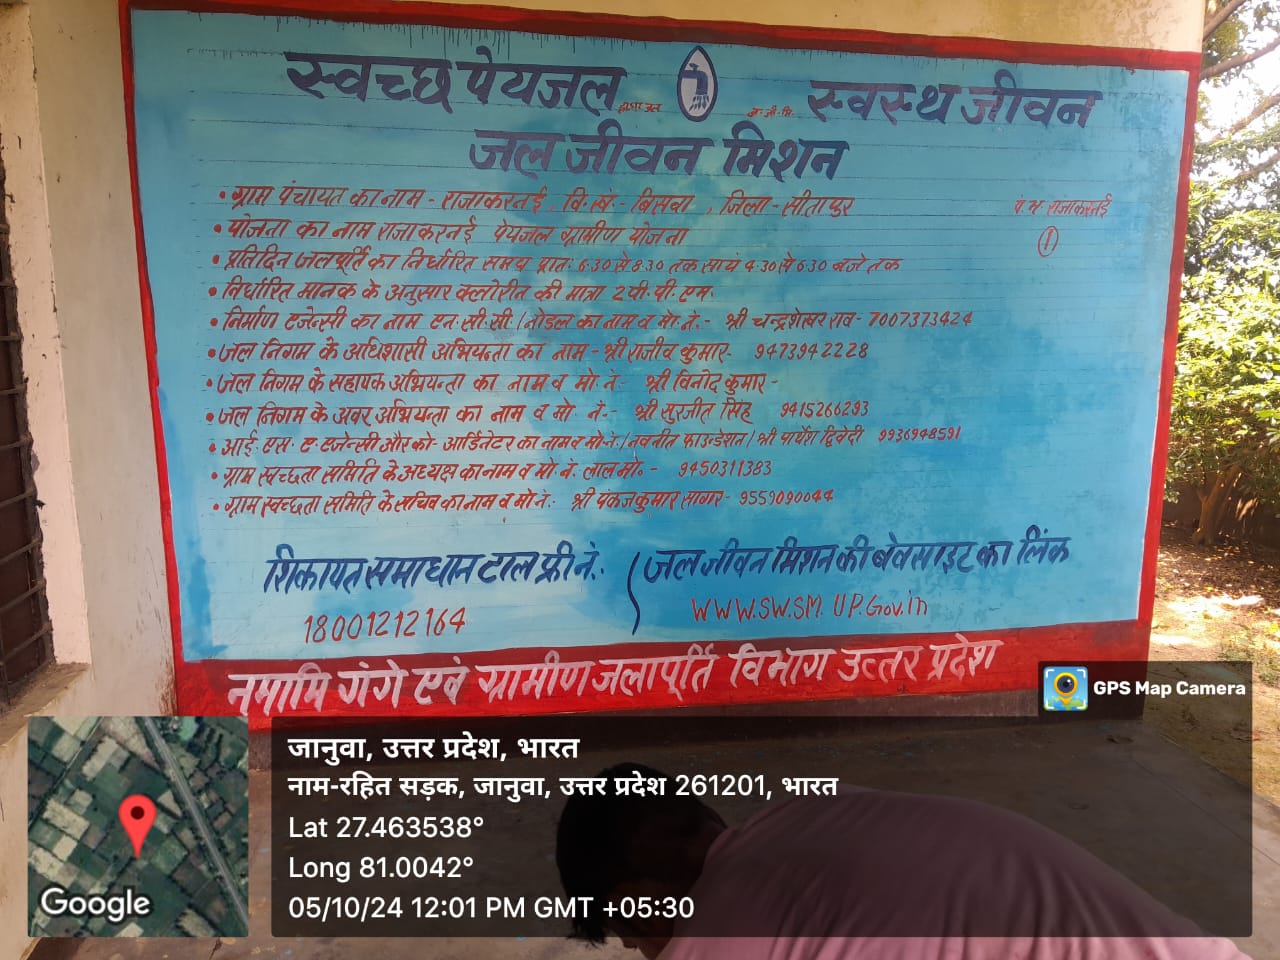 स्वच्छ पेयजल स्वस्थ जीवन
जल जीवन मिशन
• ग्राम पंचायत का नाम - राजाकरनई, वि.खं.- बिसवा, जिला - सीतापुर
पं.भ. राजाकरनई
1
• योजना का नाम राजाकरनई पेयजल ग्रामीण योजना
• प्रतिदिन जलपूर्ति का निर्धारित समय प्रातः 6.30 से 8.30 तक सायं 4.30 से 6.30 बजे तक
• निर्धारित मानक के अनुसार क्लोरीन की मात्रा 2 पी.पी.एम.
• निर्माण एजेन्सी का नाम एन.सी.सी./नोडल का नाम व मो.नं.- श्री चन्द्रशेखर राव- 7007373424
• जल निगम के अधिशासी अभियन्ता का नाम - श्री राजीव कुमार- 9473942228
• जल निगम के सहायक अभियन्ता का नाम व मो. नं.- श्री विनोद कुमार -
• जल निगम के अवर अभियन्ता का नाम व मो. नं.- श्री सुरजीत सिंह 9415266293
• आई. एस. ए. एजेन्सी और को-आर्डिनेटर का नाम व मो.नं./नवनीत फाउन्डेशन/श्री पार्थेश द्विवेदी 9936948591
• ग्राम स्वच्छता समिति के अध्यक्ष का नाम व मो.नं. लाल मो.- 9450311383
• ग्राम स्वच्छता समिति के सचिव का नाम व मो नं.: श्री पंकज कुमार सागर- 9559090044
शिकायत समाधान टाल फ्री नं.: जल जीवन मिशन की बेवसाइट का लिंक
18001212164 WWW.SWSM.UP.Gov.in
नमामि गंगे एवं ग्रामीण जलापूर्ति विभाग उत्तर प्रदेश
GPS Map Camera
जानुवा, उत्तर प्रदेश, भारत
नाम-रहित सड़क, जानुवा, उत्तर प्रदेश 261201, भारत
Lat 27.463538°
Long 81.0042°
05/10/24 12:01 PM GMT +05:30
Google